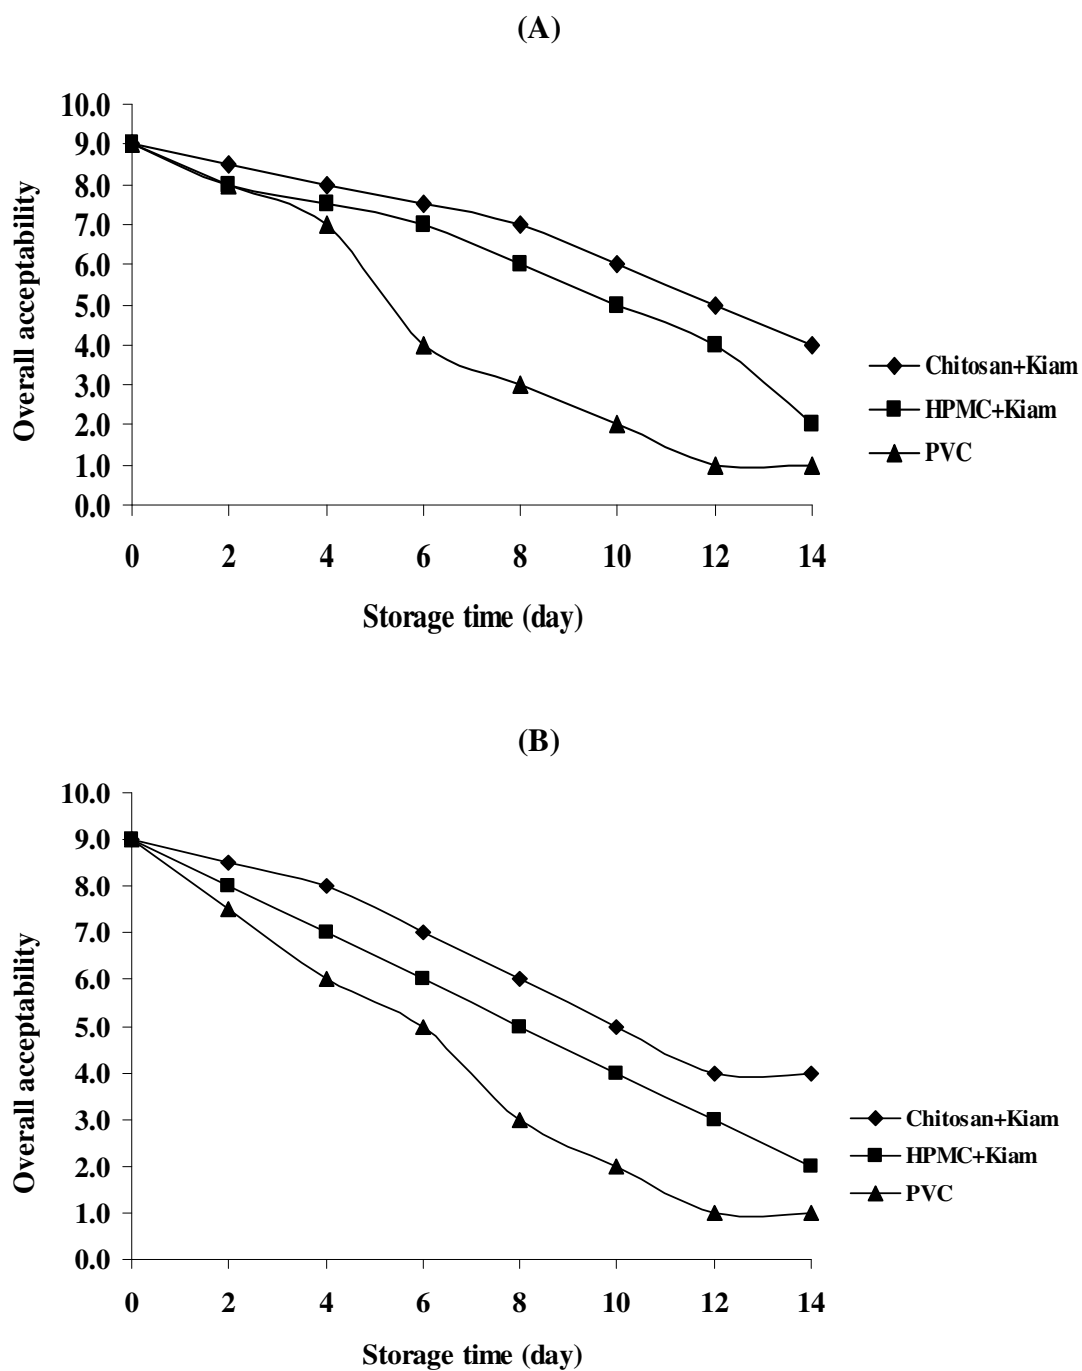 (A)
10.0
9.0
8.0
7.0
6.0
5.0
4.0
3.0
2.0
1.0
0.0
Overall acceptability
0 2 4 6 8 10 12 14
Storage time (day)
Chitosan+Kiam
HPMC+Kiam
PVC
(B)
10.0
9.0
8.0
7.0
6.0
5.0
4.0
3.0
2.0
1.0
0.0
Overall acceptability
0 2 4 6 8 10 12 14
Storage time (day)
Chitosan+Kiam
HPMC+Kiam
PVC